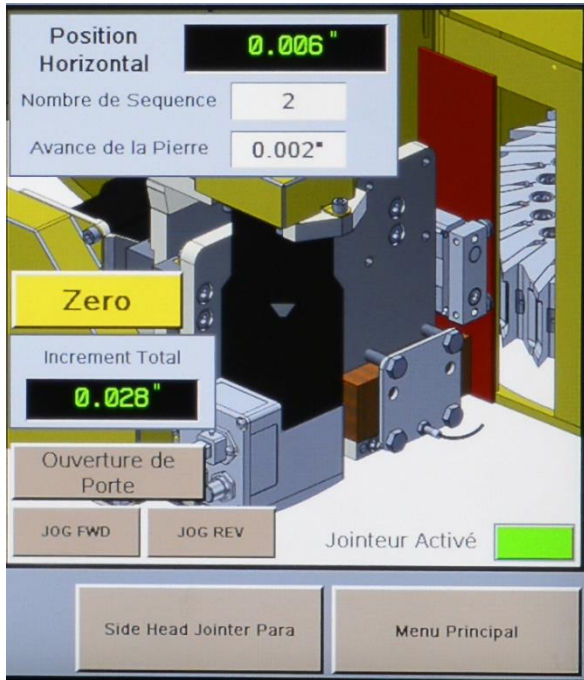 Position
Horizontal
0.006"
Nombre de Sequence
2
Avance de la Pierre
0.002"
Zero
Increment Total
0.028"
Ouverture de
Porte
JOG FWD
JOG REV
Jointeur Activé
Side Head Jointer Para
Menu Principal